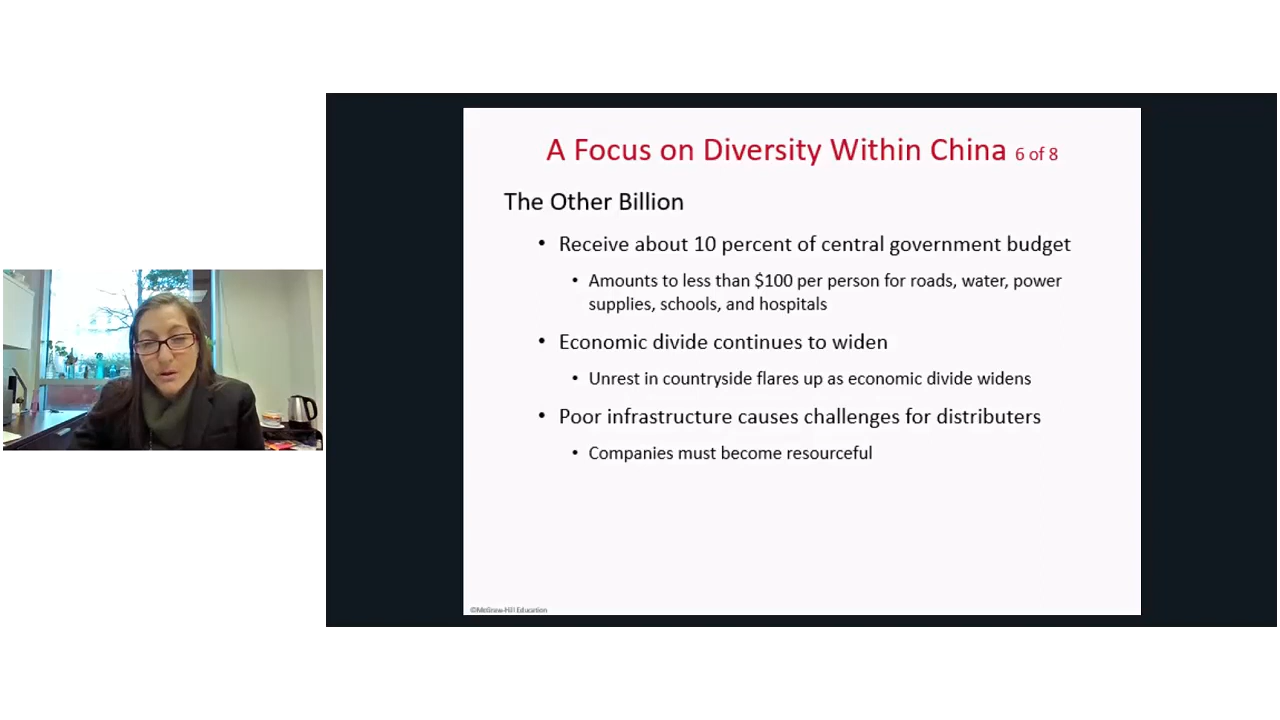 A Focus on Diversity Within China 6 of 8
The Other Billion
• Receive about 10 percent of central government budget
• Amounts to less than $100 per person for roads, water, power
supplies, schools, and hospitals
• Economic divide continues to widen
• Unrest in countryside flares up as economic divide widens
• Poor infrastructure causes challenges for distributers
• Companies must become resourceful
©McGraw-Hill Education